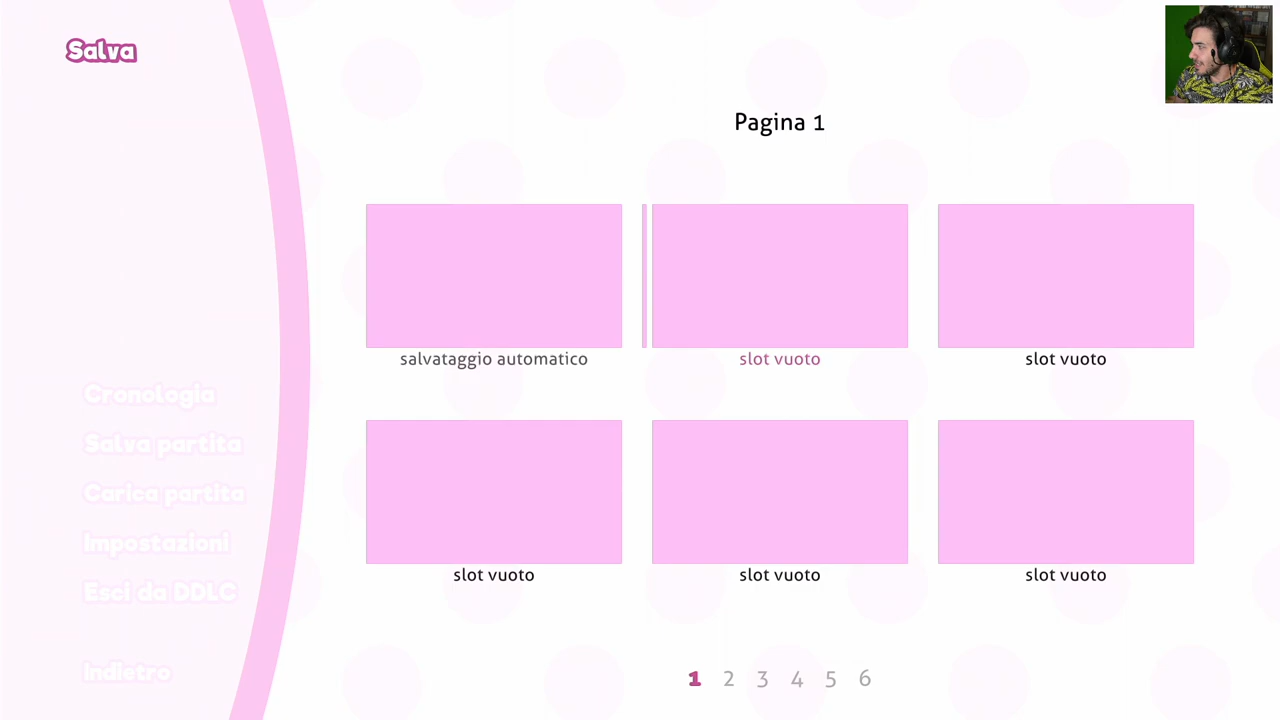 Salva
Pagina 1
salvataggio automatico
slot vuoto
slot vuoto
Cronologia
Salva partita
Carica partita
Impostazioni
Esci da DDLC
Indietro
slot vuoto
slot vuoto
slot vuoto
1 2 3 4 5 6